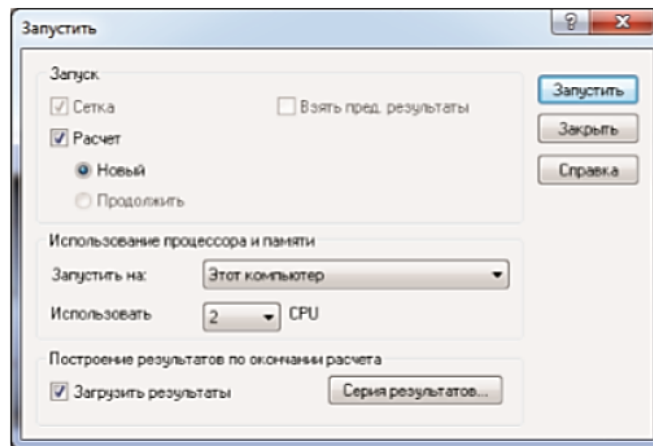 Запустить
Запуск
Сетка
Взять пред. результаты
Расчет
Новый
Продолжить
Запустить
Закрыть
Справка
Использование процессора и памяти
Запустить на: Этот компьютер
Использовать 2 CPU
Построение результатов по окончании расчета
Загрузить результаты
Серия результатов...